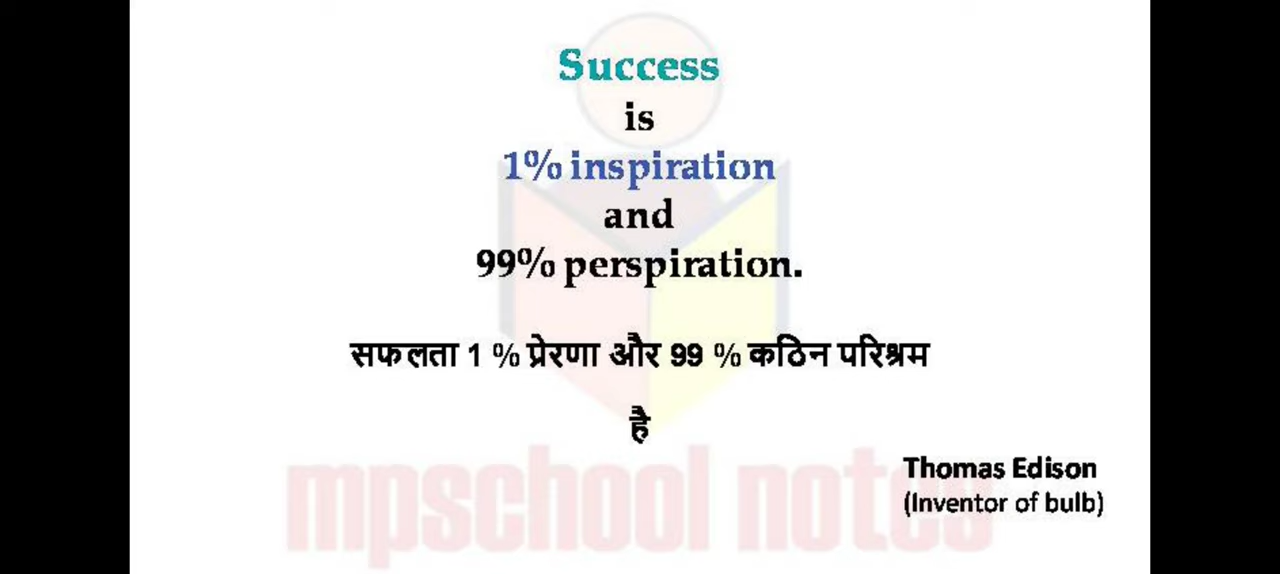 Success
is
1% inspiration
and
99% perspiration.
सफलता 1 % प्रेरणा और 99 % कठिन परिश्रम
है
Thomas Edison
(Inventor of bulb)
mpschool notes